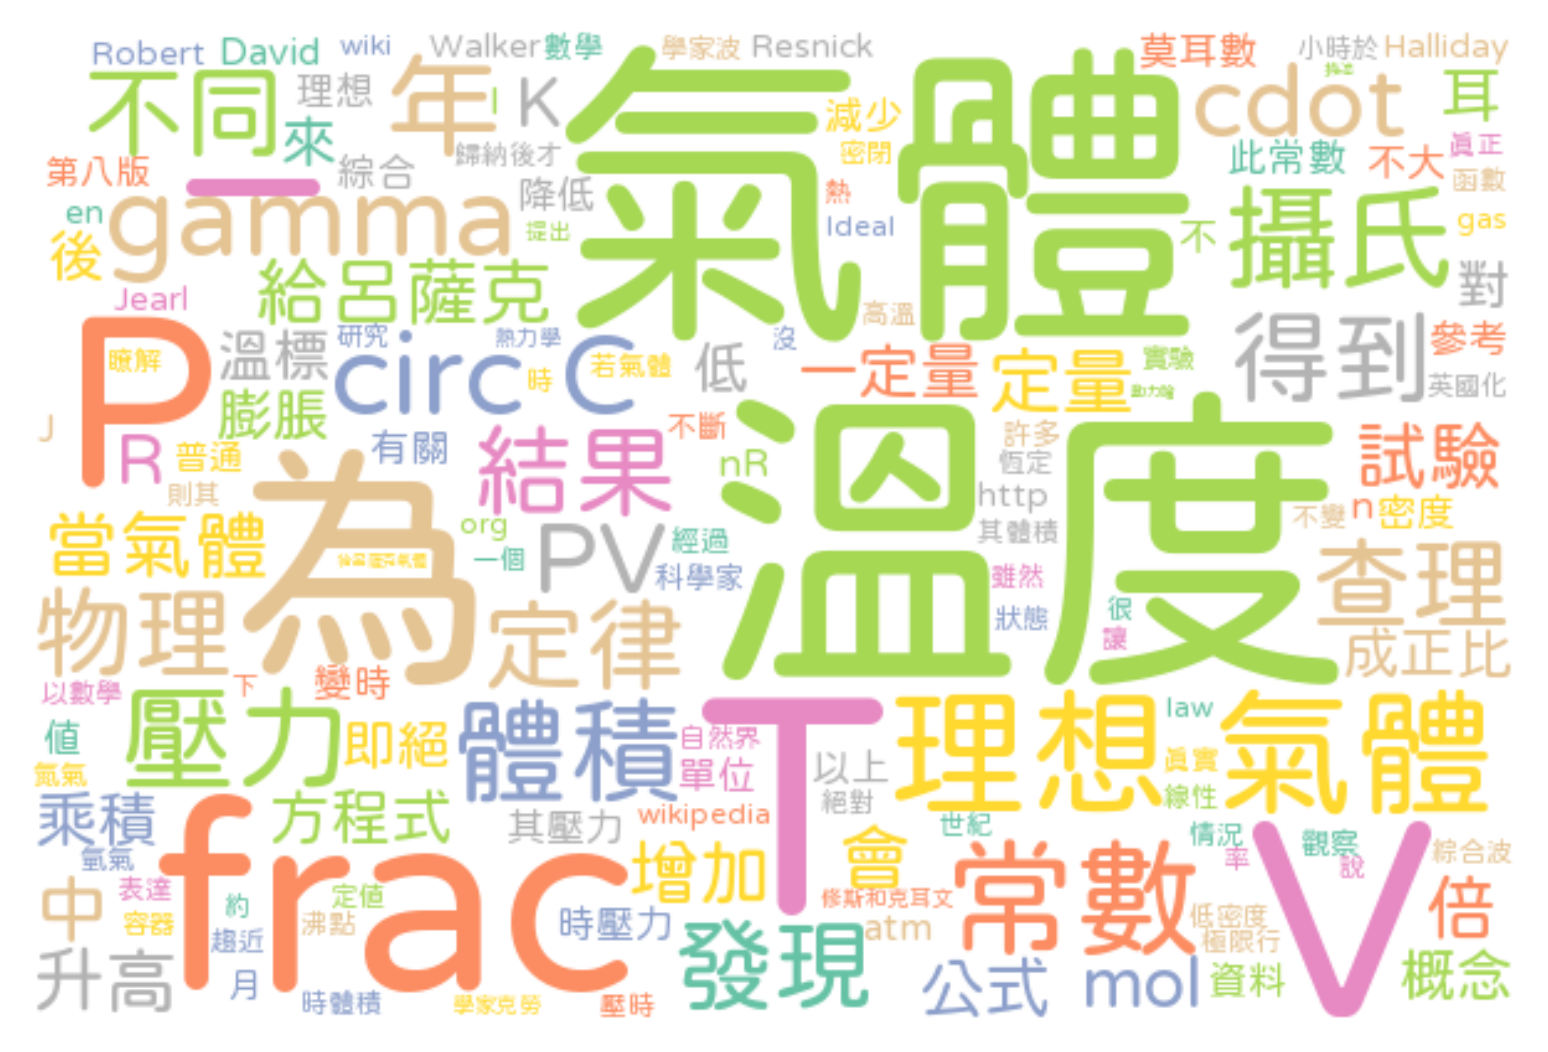 Robert David wiki Walker 數學 學家波 Resnick 莫耳數 小時於 Halliday
不同 理想 年 l K 氣體 減少 cdot 耳
來 密閉 此常數 不大 真正
第八版 一 綜合 歸納後才 降低 熱 函數
en gamma 提出 Ideal 不 攝氏 gas
後 給呂薩克 對
Jearl 高溫
P 瞭解 溫標 研究 circ 熱力學 C 若氣體 低 沒 一定量 定量 實驗 得到 參考
時 英國化
J R 膨脹 有關 結果 不斷 溫度 許多 試驗
普通 nR 恆定
則其 為 http 不變 n 密度
當氣體 org PV 經過 其體積
一個 科學家 雖然 查理
物理 定律 狀態 很 成正比
讓
以數學 下 變時 T law
值 壓力 即絕 體積 自然界 理想氣體
氮氣 單位 以上 真實
乘積 方程式 其壓力 wikipedia 絕對 線性
氫氣 frac 增加 會 世紀 常數 情況 V 觀察 綜合波
中 表達 定值 率 說 倍
容器 約 沸點 時壓力 修斯和克耳文 低密度
趨近 發現 atm 極限行
升高 月 時體積 學家克勞 壓時 公式 mol 資料 概念